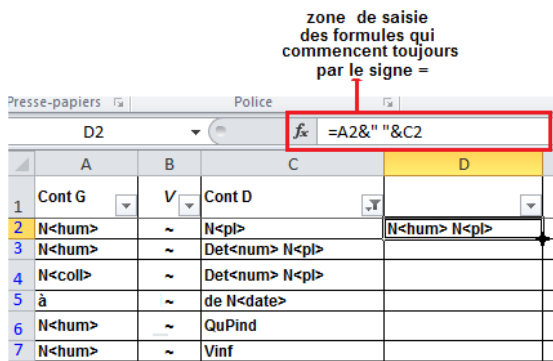 zone de saisie
des formules qui
commencent toujours
par le signe =
Presse-papiers Police
D2 fx =A2&" "&C2
A B C D
1 Cont G V Cont D
2 N<hum> ~ N<pl> N<hum> N<pl>
3 N<hum> ~ Det<num> N<pl>
4 N<coll> ~ Det<num> N<pl>
5 à ~ de N<date>
6 N<hum> ~ QuPind
7 N<hum> ~ Vinf